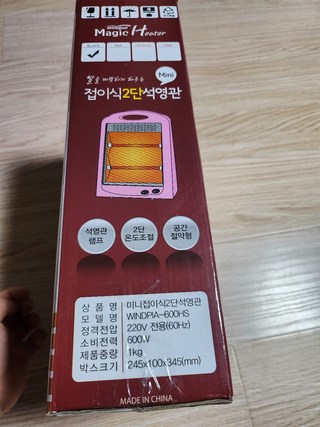 Magic Heater
Mini
접이식2단석영관
석영관
램프
2단
온도조절
공간
절약형
상 품 명 미니접이식2단석영관
모 델 명 WINDPIA-600HS
정격전압 220V 전용(60Hz)
소비전력 600W
제품중량 1kg
박스크기 245x100x345(mm)
MADE IN CHINA